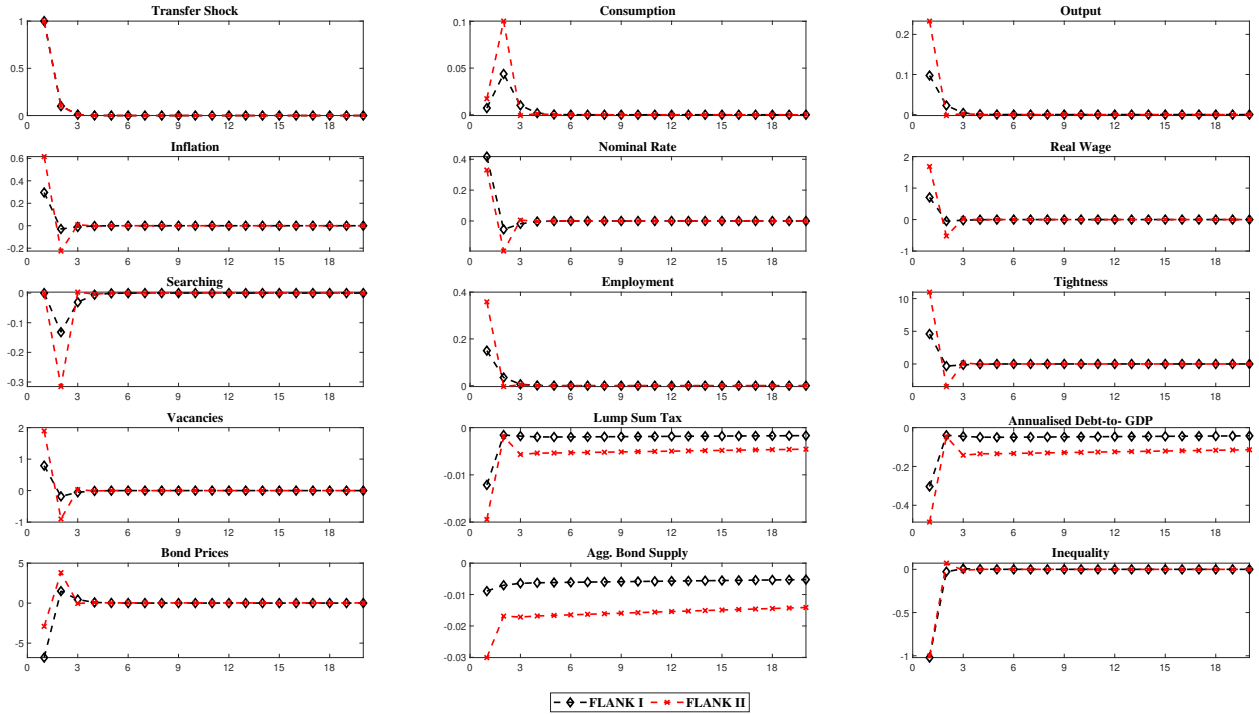 Transfer Shock
1
0.5
0
0 3 6 9 12 15 18
Consumption
0.1
0.05
0
0 3 6 9 12 15 18
Output
0.2
0.1
0
0 3 6 9 12 15 18
Inflation
0.6
0.4
0.2
0
-0.2
0 3 6 9 12 15 18
Nominal Rate
0.4
0.2
0
0 3 6 9 12 15 18
Real Wage
2
1
0
-1
0 3 6 9 12 15 18
Searching
0
-0.1
-0.2
-0.3
0 3 6 9 12 15 18
Employment
0.4
0.2
0
0 3 6 9 12 15 18
Tightness
10
5
0
0 3 6 9 12 15 18
Vacancies
2
1
0
-1
0 3 6 9 12 15 18
Lump Sum Tax
0
-0.01
-0.02
0 3 6 9 12 15 18
Annualised Debt-to- GDP
0
-0.2
-0.4
0 3 6 9 12 15 18
Bond Prices
5
0
-5
0 3 6 9 12 15 18
Agg. Bond Supply
0
-0.01
-0.02
-0.03
0 3 6 9 12 15 18
Inequality
0
-0.5
-1
0 3 6 9 12 15 18
FLANK I FLANK II